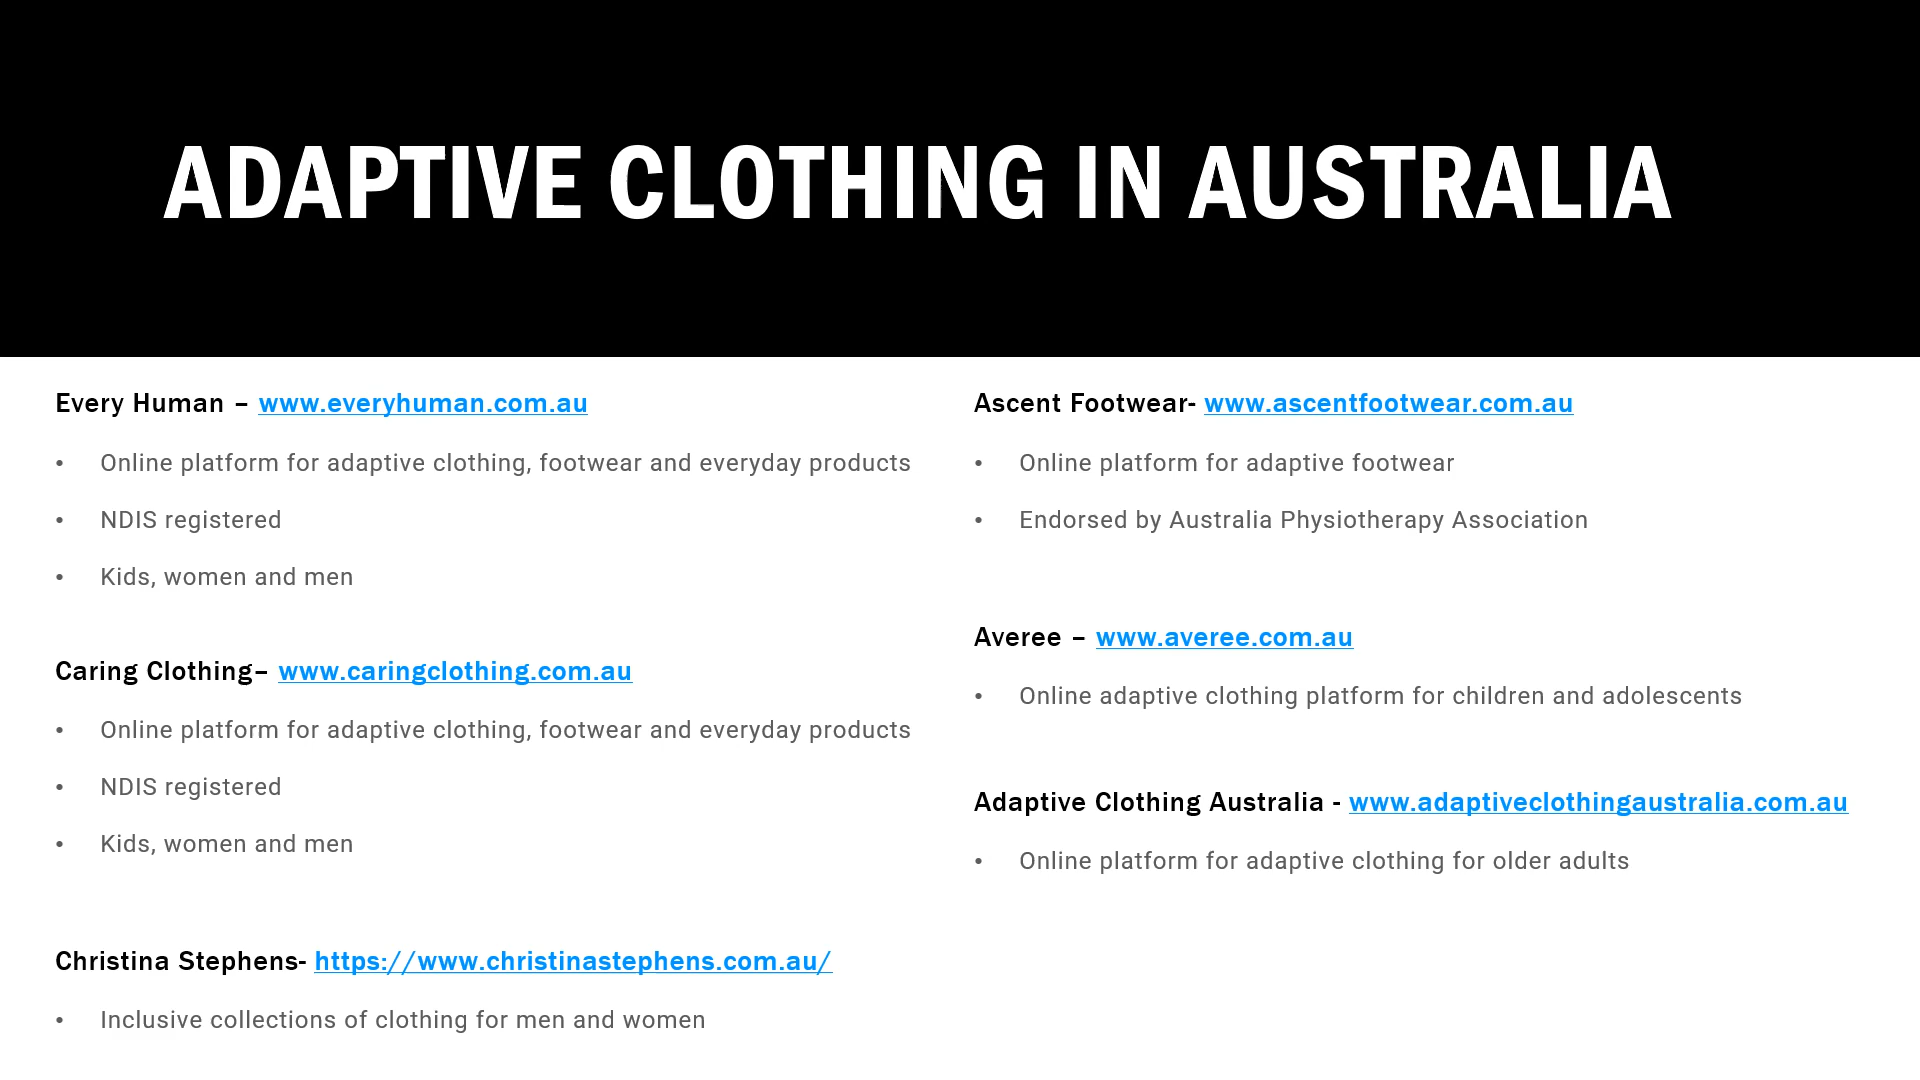 ADAPTIVE CLOTHING IN AUSTRALIA
Every Human – www.everyhuman.com.au
• Online platform for adaptive clothing, footwear and everyday products
• NDIS registered
• Kids, women and men
Caring Clothing– www.caringclothing.com.au
• Online platform for adaptive clothing, footwear and everyday products
• NDIS registered
• Kids, women and men
Christina Stephens- https://www.christinastephens.com.au/
• Inclusive collections of clothing for men and women
Ascent Footwear- www.ascentfootwear.com.au
• Online platform for adaptive footwear
• Endorsed by Australia Physiotherapy Association
Averee – www.averee.com.au
• Online adaptive clothing platform for children and adolescents
Adaptive Clothing Australia - www.adaptiveclothingaustralia.com.au
• Online platform for adaptive clothing for older adults